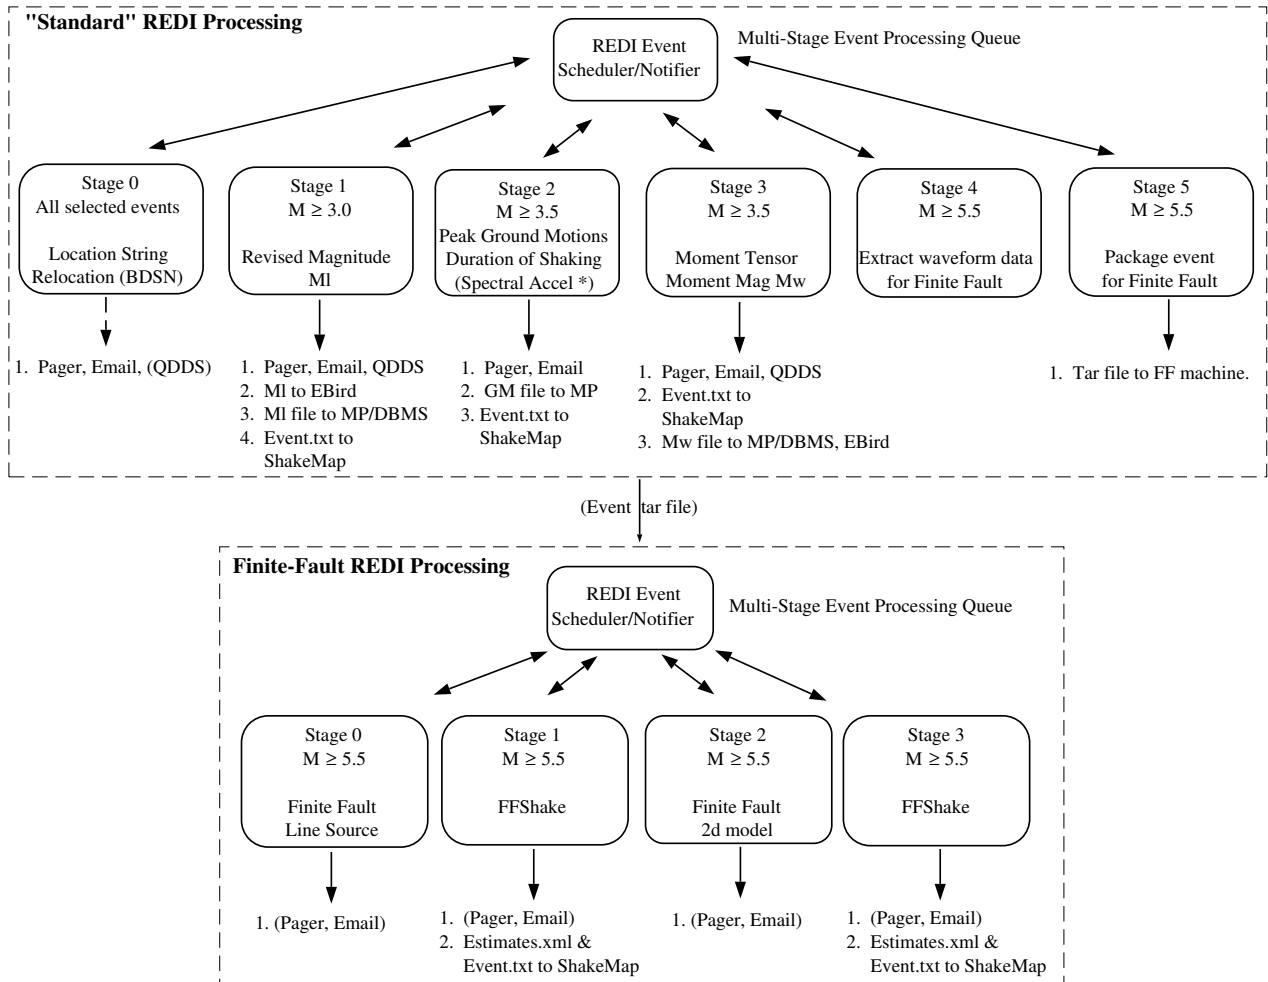 "Standard" REDI Processing
REDI Event
Scheduler/Notifier
Multi-Stage Event Processing Queue
Stage 0
All selected events
Location String
Relocation (BDSN)
Stage 1
M ≥ 3.0
Revised Magnitude
Ml
Stage 2
M ≥ 3.5
Peak Ground Motions
Duration of Shaking
(Spectral Accel *)
Stage 3
M ≥ 3.5
Moment Tensor
Moment Mag Mw
Stage 4
M ≥ 5.5
Extract waveform data
for Finite Fault
Stage 5
M ≥ 5.5
Package event
for Finite Fault
1. Pager, Email, (QDDS)
1. Pager, Email, QDDS
2. Ml to EBird
3. Ml file to MP/DBMS
4. Event.txt to
ShakeMap
1. Pager, Email
2. GM file to MP
3. Event.txt to
ShakeMap
1. Pager, Email, QDDS
2. Event.txt to
ShakeMap
3. Mw file to MP/DBMS, EBird
1. Tar file to FF machine.
(Event tar file)
Finite-Fault REDI Processing
REDI Event
Scheduler/Notifier
Multi-Stage Event Processing Queue
Stage 0
M ≥ 5.5
Finite Fault
Line Source
Stage 1
M ≥ 5.5
FFShake
Stage 2
M ≥ 5.5
Finite Fault
2d model
Stage 3
M ≥ 5.5
FFShake
1. (Pager, Email)
1. (Pager, Email)
2. Estimates.xml &
Event.txt to ShakeMap
1. (Pager, Email)
1. (Pager, Email)
2. Estimates.xml &
Event.txt to ShakeMap